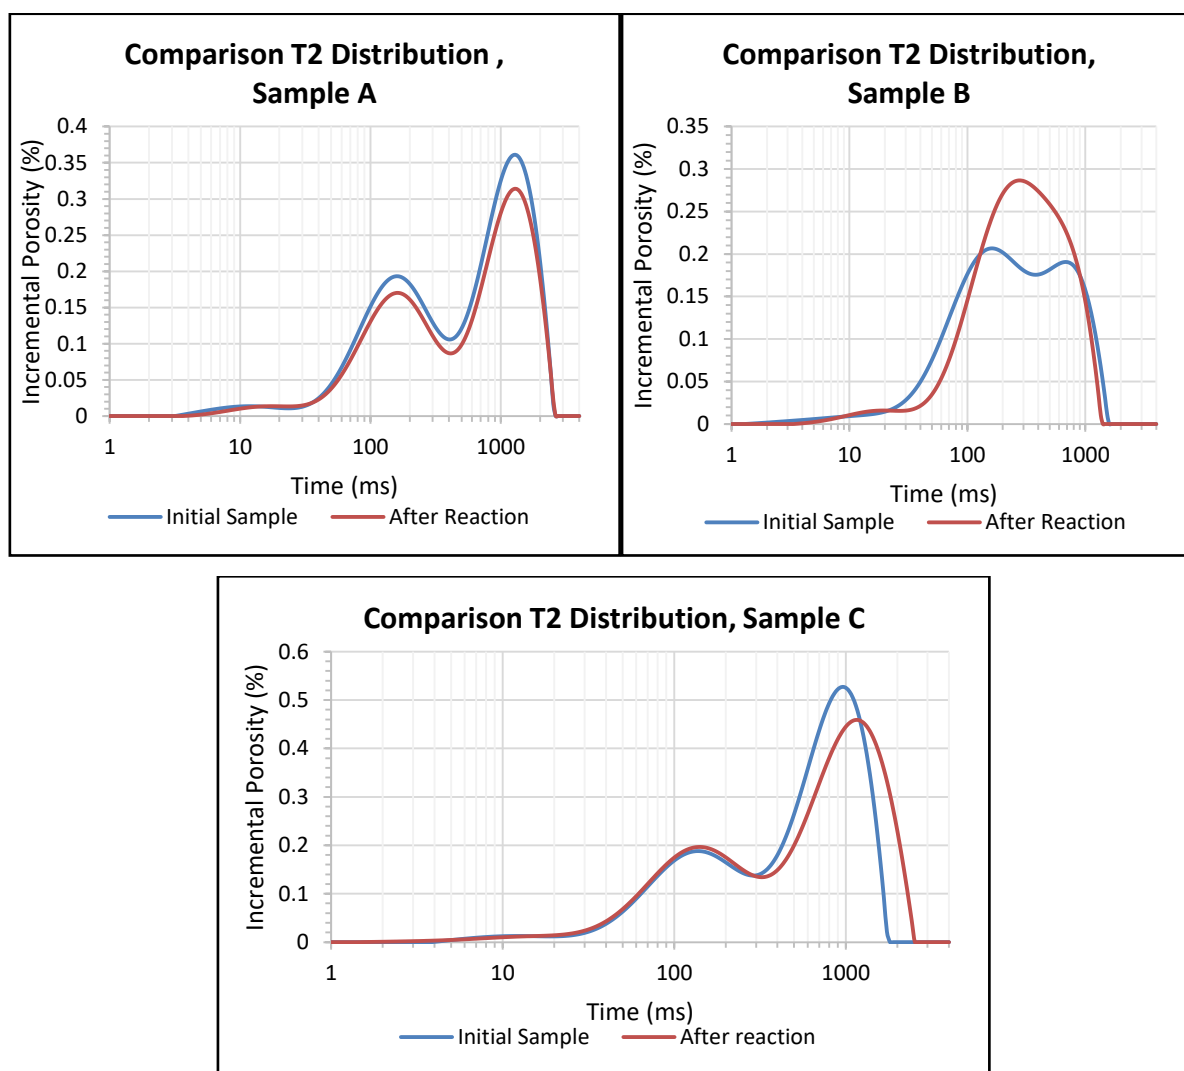 Comparison T2 Distribution ,
Sample A
Incremental Porosity (%)
0.4
0.35
0.3
0.25
0.2
0.15
0.1
0.05
0
1 10 100 1000
Time (ms)
Initial Sample After Reaction
Comparison T2 Distribution,
Sample B
Incremental Porosity (%)
0.35
0.3
0.25
0.2
0.15
0.1
0.05
0
1 10 100 1000
Time (ms)
Initial Sample After Reaction
Comparison T2 Distribution, Sample C
Incremental Porosity (%)
0.6
0.5
0.4
0.3
0.2
0.1
0
1 10 100 1000
Time (ms)
Initial Sample After reaction